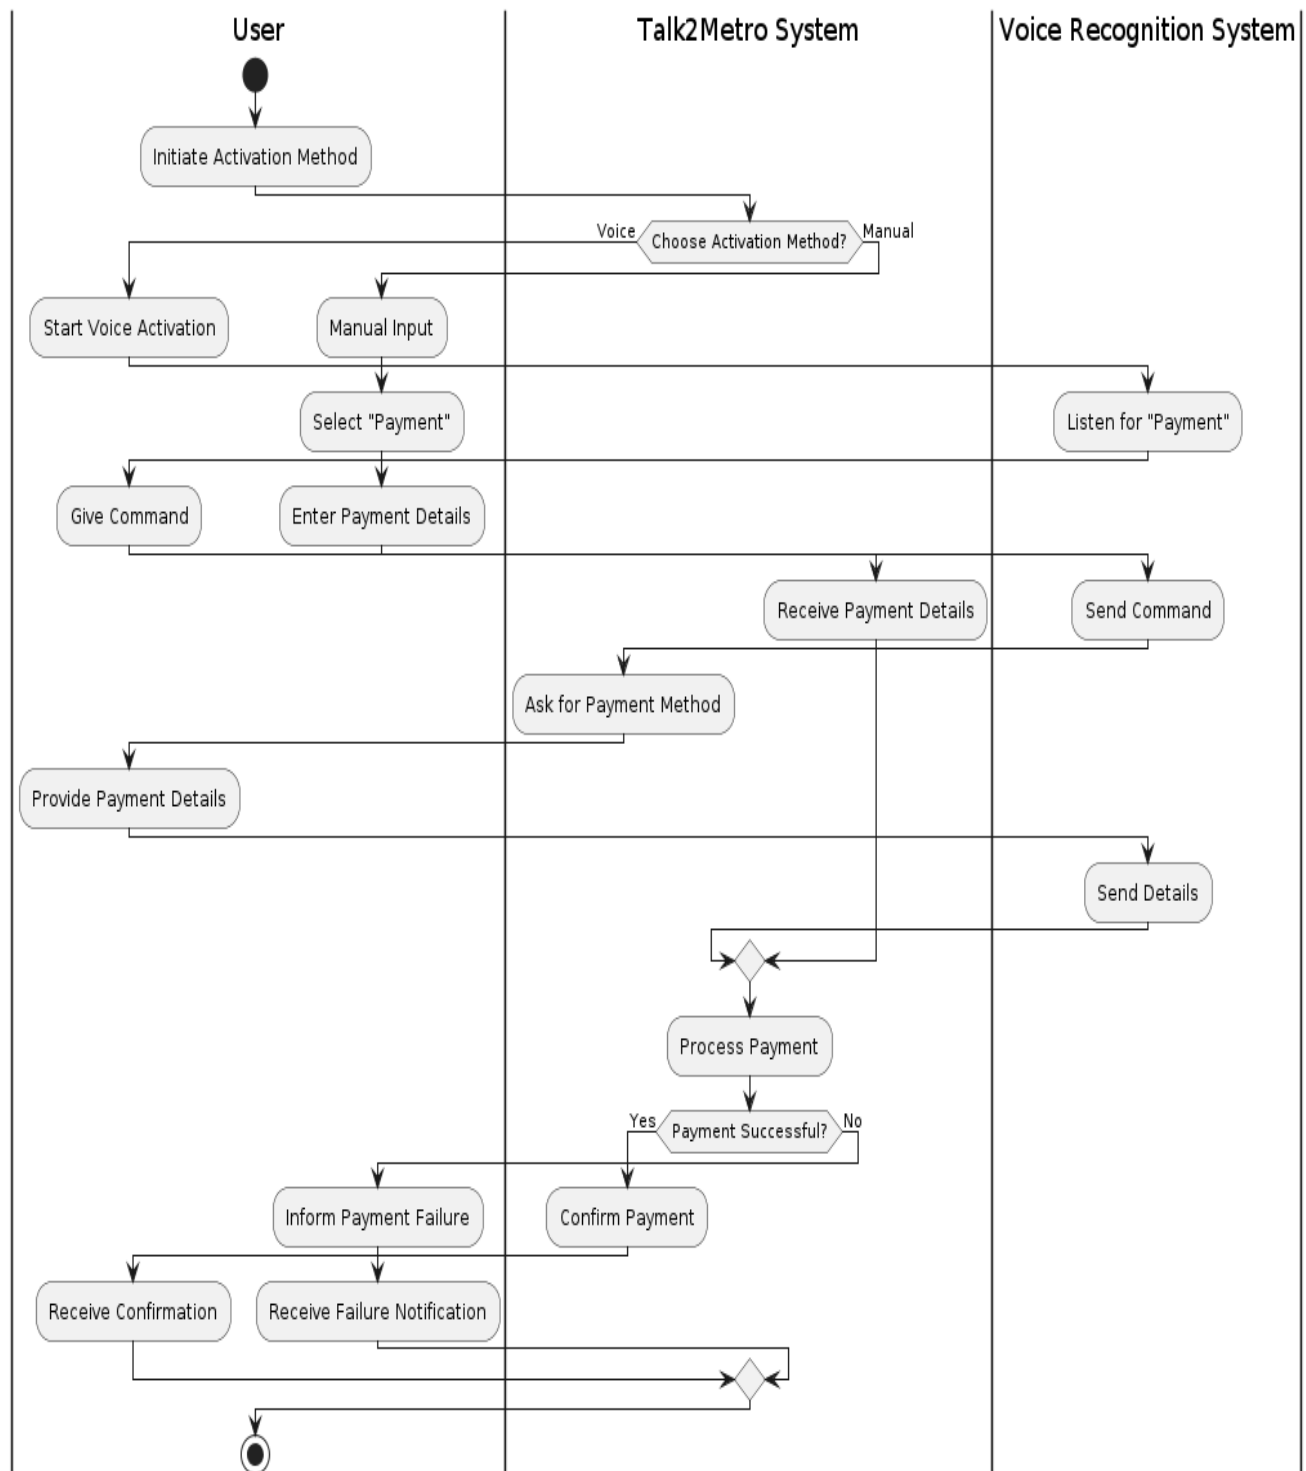 User
Talk2Metro System
Voice Recognition System
Initiate Activation Method
Voice
Choose Activation Method?
Manual
Start Voice Activation
Manual Input
Select "Payment"
Listen for "Payment"
Give Command
Enter Payment Details
Receive Payment Details
Send Command
Ask for Payment Method
Provide Payment Details
Send Details
Process Payment
Yes
Payment Successful?
No
Inform Payment Failure
Confirm Payment
Receive Confirmation
Receive Failure Notification